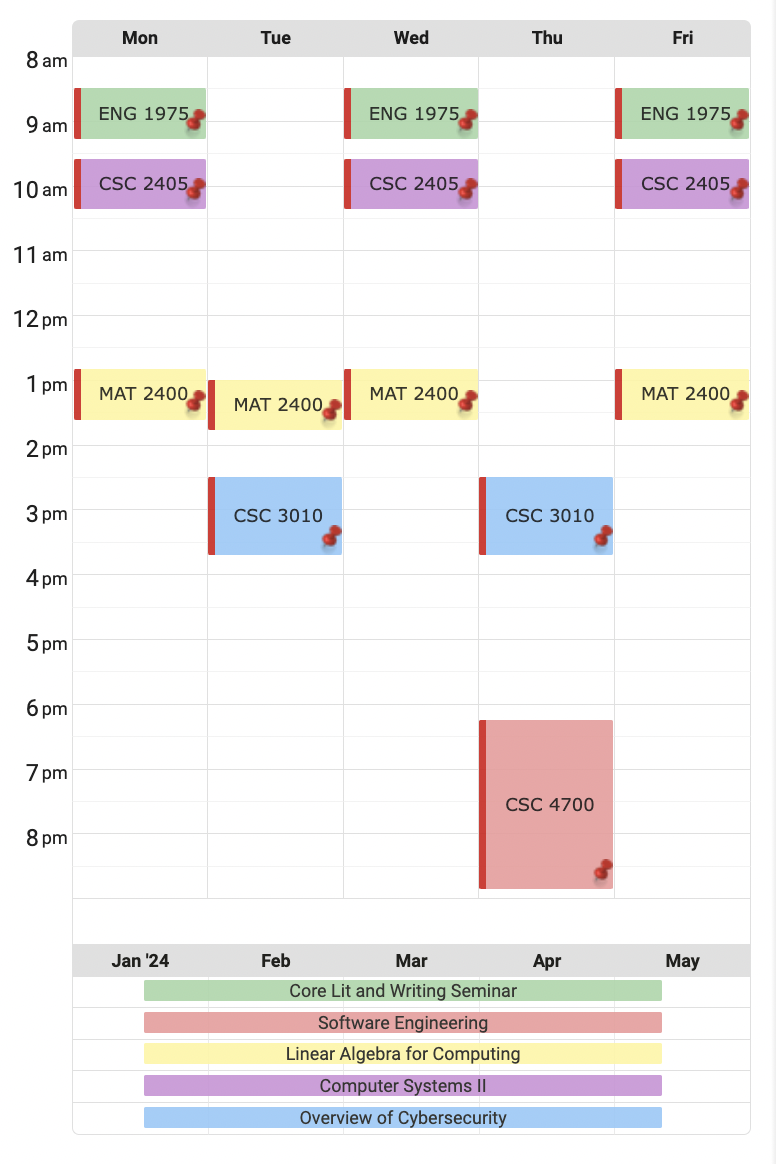 Mon Tue Wed Thu Fri
8 am
ENG 1975 ENG 1975 ENG 1975
9 am
CSC 2405 CSC 2405 CSC 2405
10 am
11 am
12 pm
1 pm
MAT 2400 MAT 2400 MAT 2400
MAT 2400
2 pm
3 pm
CSC 3010 CSC 3010
4 pm
5 pm
6 pm
7 pm
CSC 4700
8 pm
Jan '24 Feb Mar Apr May
Core Lit and Writing Seminar
Software Engineering
Linear Algebra for Computing
Computer Systems II
Overview of Cybersecurity